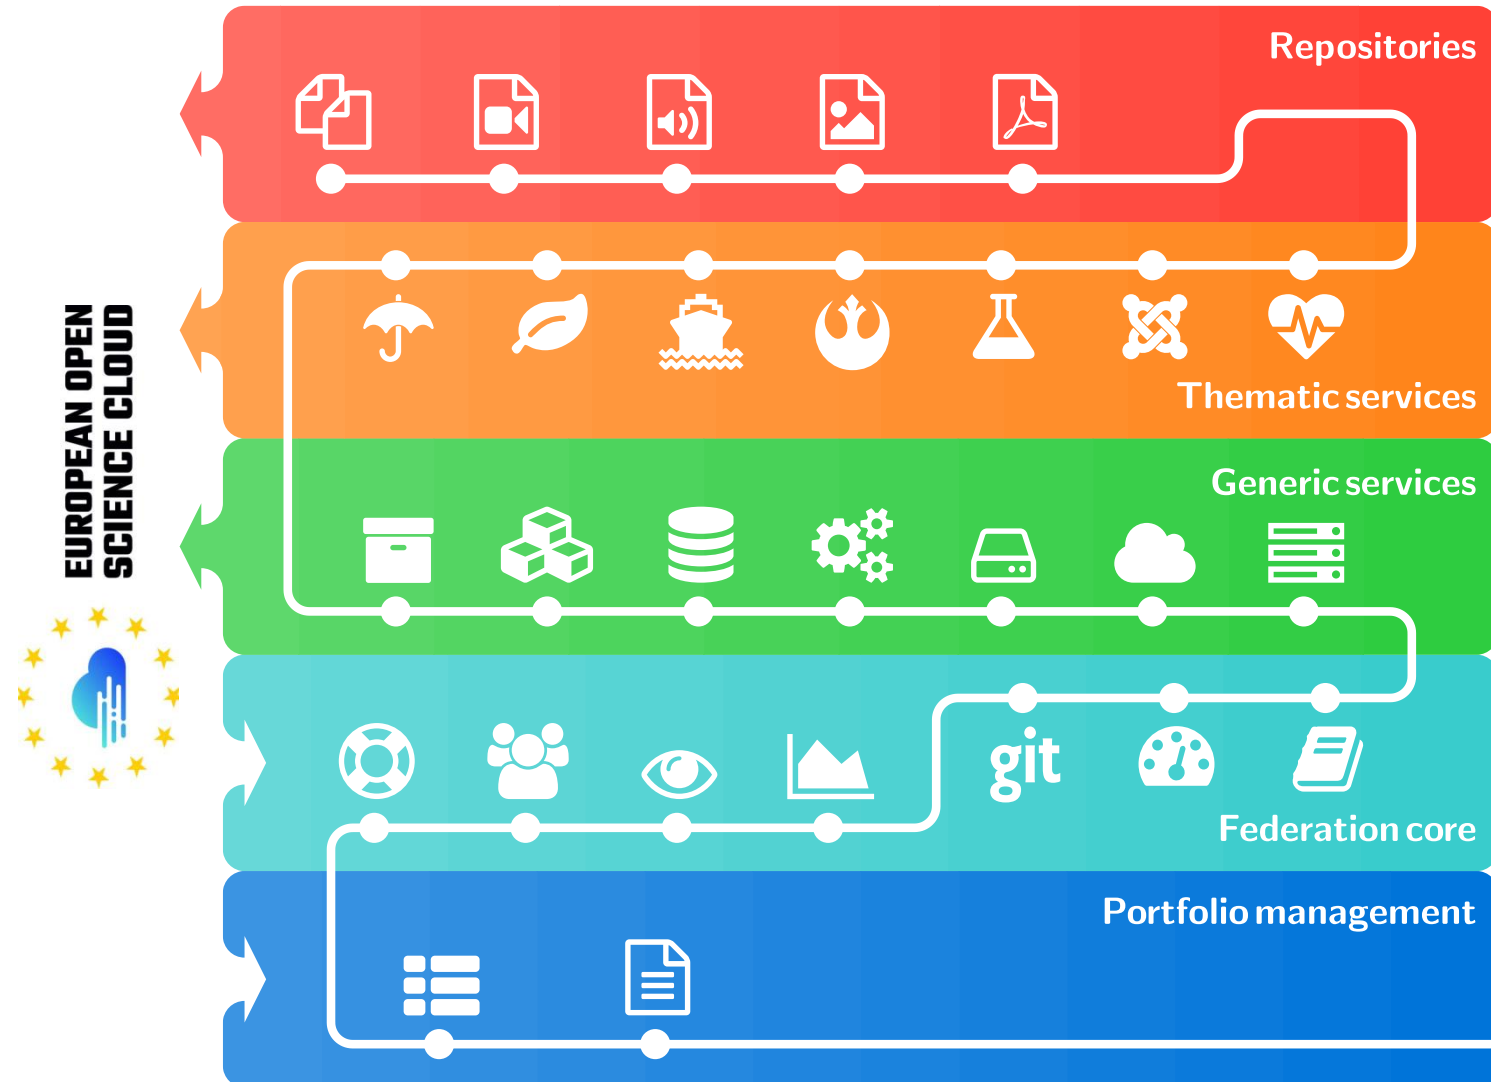 Repositories
Thematic services
Generic services
git
Federation core
Portfolio management
EUROPEAN OPEN
SCIENCE CLOUD